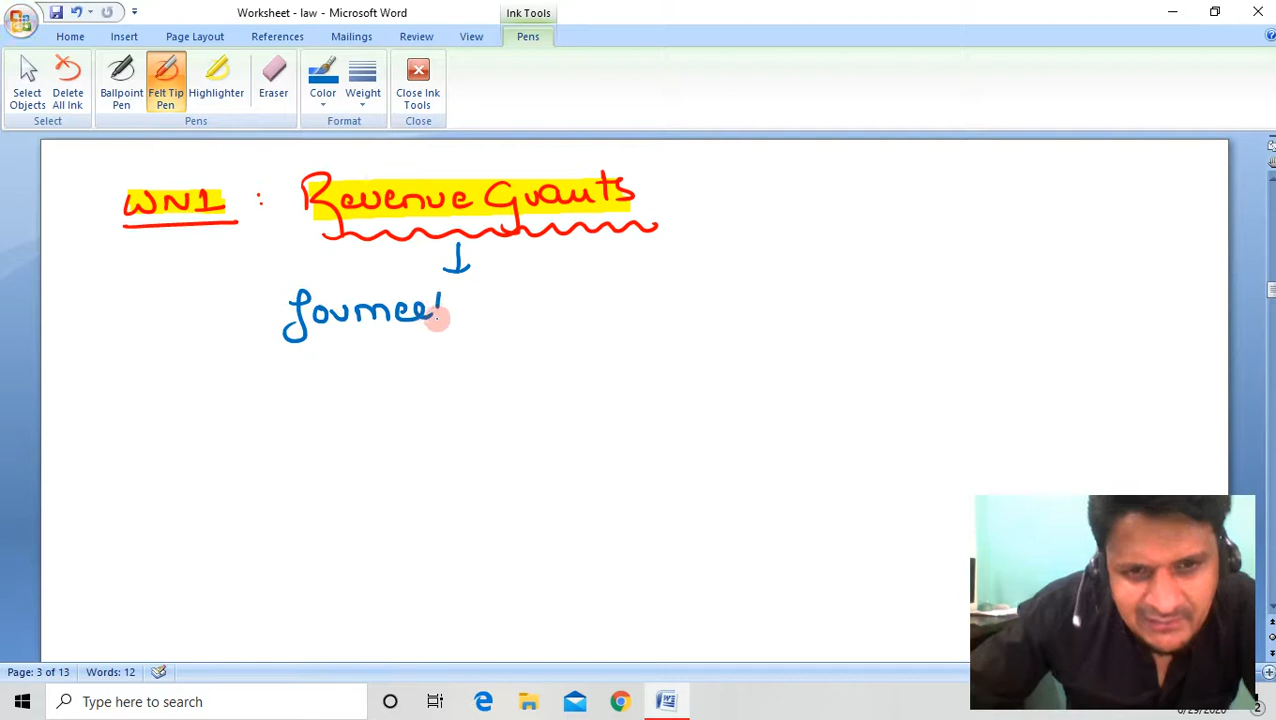 Worksheet - law - Microsoft Word
Ink Tools
Home Insert Page Layout References Mailings Review View Pens
Select Objects
Delete All Ink
Ballpoint Pen
Felt Tip Pen
Highlighter
Eraser
Color
Weight
Close Ink Tools
Select Pens Format Close
WN1 : Revenue Grants
↓
Page: 3 of 13 Words: 12
Type here to search